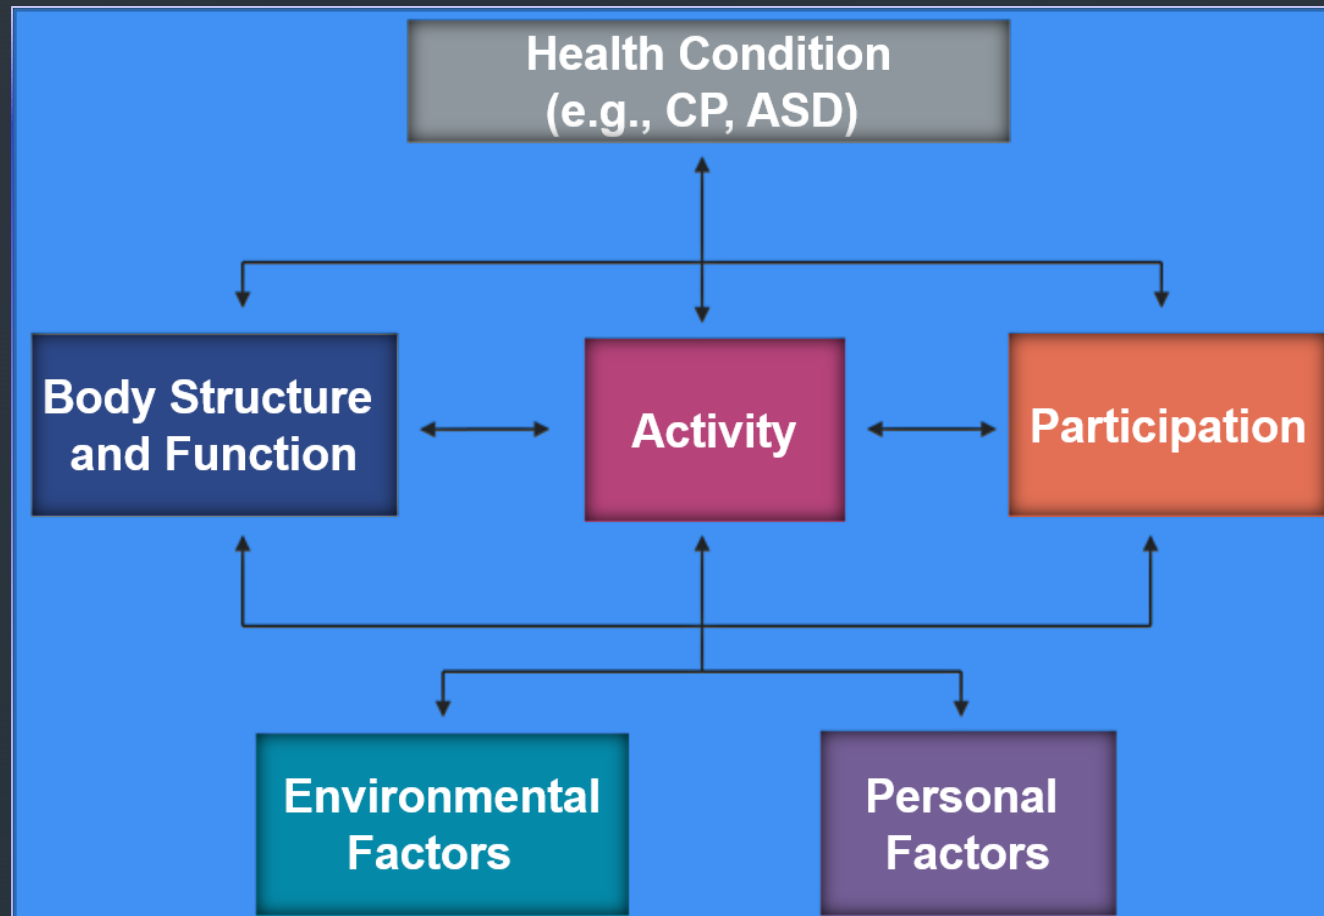 Health Condition
(e.g., CP, ASD)
Body Structure
and Function
Activity
Participation
Environmental
Factors
Personal
Factors